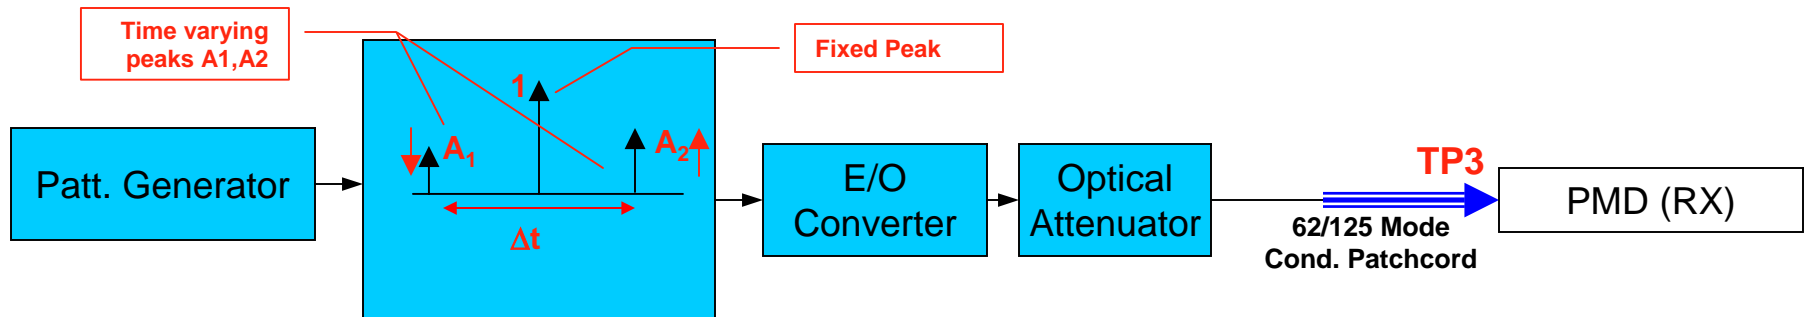 Time varying
peaks A1,A2
Fixed Peak
1
A1
A2
Δt
Patt. Generator
E/O
Converter
Optical
Attenuator
TP3
62/125 Mode
Cond. Patchcord
PMD (RX)